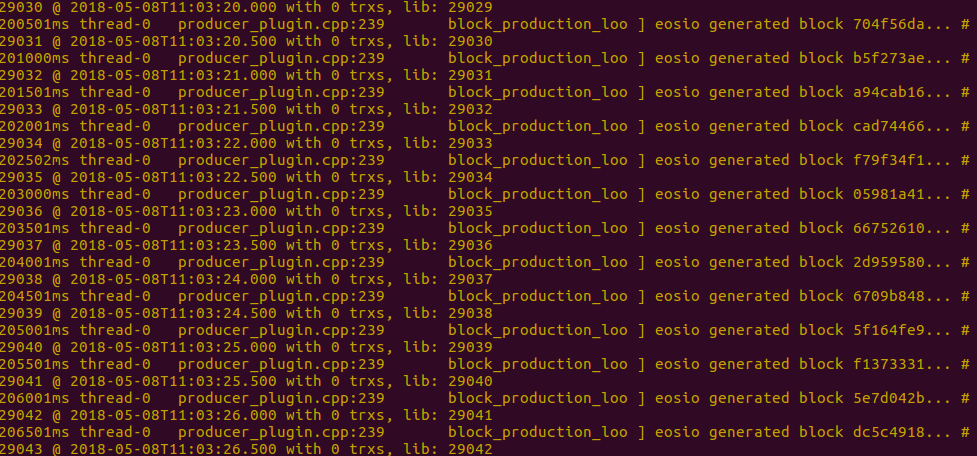 29030 @ 2018-05-08T11:03:20.000 with 0 trxs, lib: 29029
200501ms thread-0   producer_plugin.cpp:239       block_production_loo ] eosio generated block 704f56da... #
29031 @ 2018-05-08T11:03:20.500 with 0 trxs, lib: 29030
201000ms thread-0   producer_plugin.cpp:239       block_production_loo ] eosio generated block b5f273ae... #
29032 @ 2018-05-08T11:03:21.000 with 0 trxs, lib: 29031
201501ms thread-0   producer_plugin.cpp:239       block_production_loo ] eosio generated block a94cab16... #
29033 @ 2018-05-08T11:03:21.500 with 0 trxs, lib: 29032
202001ms thread-0   producer_plugin.cpp:239       block_production_loo ] eosio generated block cad74466... #
29034 @ 2018-05-08T11:03:22.000 with 0 trxs, lib: 29033
202502ms thread-0   producer_plugin.cpp:239       block_production_loo ] eosio generated block f79f34f1... #
29035 @ 2018-05-08T11:03:22.500 with 0 trxs, lib: 29034
203000ms thread-0   producer_plugin.cpp:239       block_production_loo ] eosio generated block 05981a41... #
29036 @ 2018-05-08T11:03:23.000 with 0 trxs, lib: 29035
203501ms thread-0   producer_plugin.cpp:239       block_production_loo ] eosio generated block 66752610... #
29037 @ 2018-05-08T11:03:23.500 with 0 trxs, lib: 29036
204001ms thread-0   producer_plugin.cpp:239       block_production_loo ] eosio generated block 2d959580... #
29038 @ 2018-05-08T11:03:24.000 with 0 trxs, lib: 29037
204501ms thread-0   producer_plugin.cpp:239       block_production_loo ] eosio generated block 6709b848... #
29039 @ 2018-05-08T11:03:24.500 with 0 trxs, lib: 29038
205001ms thread-0   producer_plugin.cpp:239       block_production_loo ] eosio generated block 5f164fe9... #
29040 @ 2018-05-08T11:03:25.000 with 0 trxs, lib: 29039
205501ms thread-0   producer_plugin.cpp:239       block_production_loo ] eosio generated block f1373331... #
29041 @ 2018-05-08T11:03:25.500 with 0 trxs, lib: 29040
206001ms thread-0   producer_plugin.cpp:239       block_production_loo ] eosio generated block 5e7d042b... #
29042 @ 2018-05-08T11:03:26.000 with 0 trxs, lib: 29041
206501ms thread-0   producer_plugin.cpp:239       block_production_loo ] eosio generated block dc5c4918... #
29043 @ 2018-05-08T11:03:26.500 with 0 trxs, lib: 29042